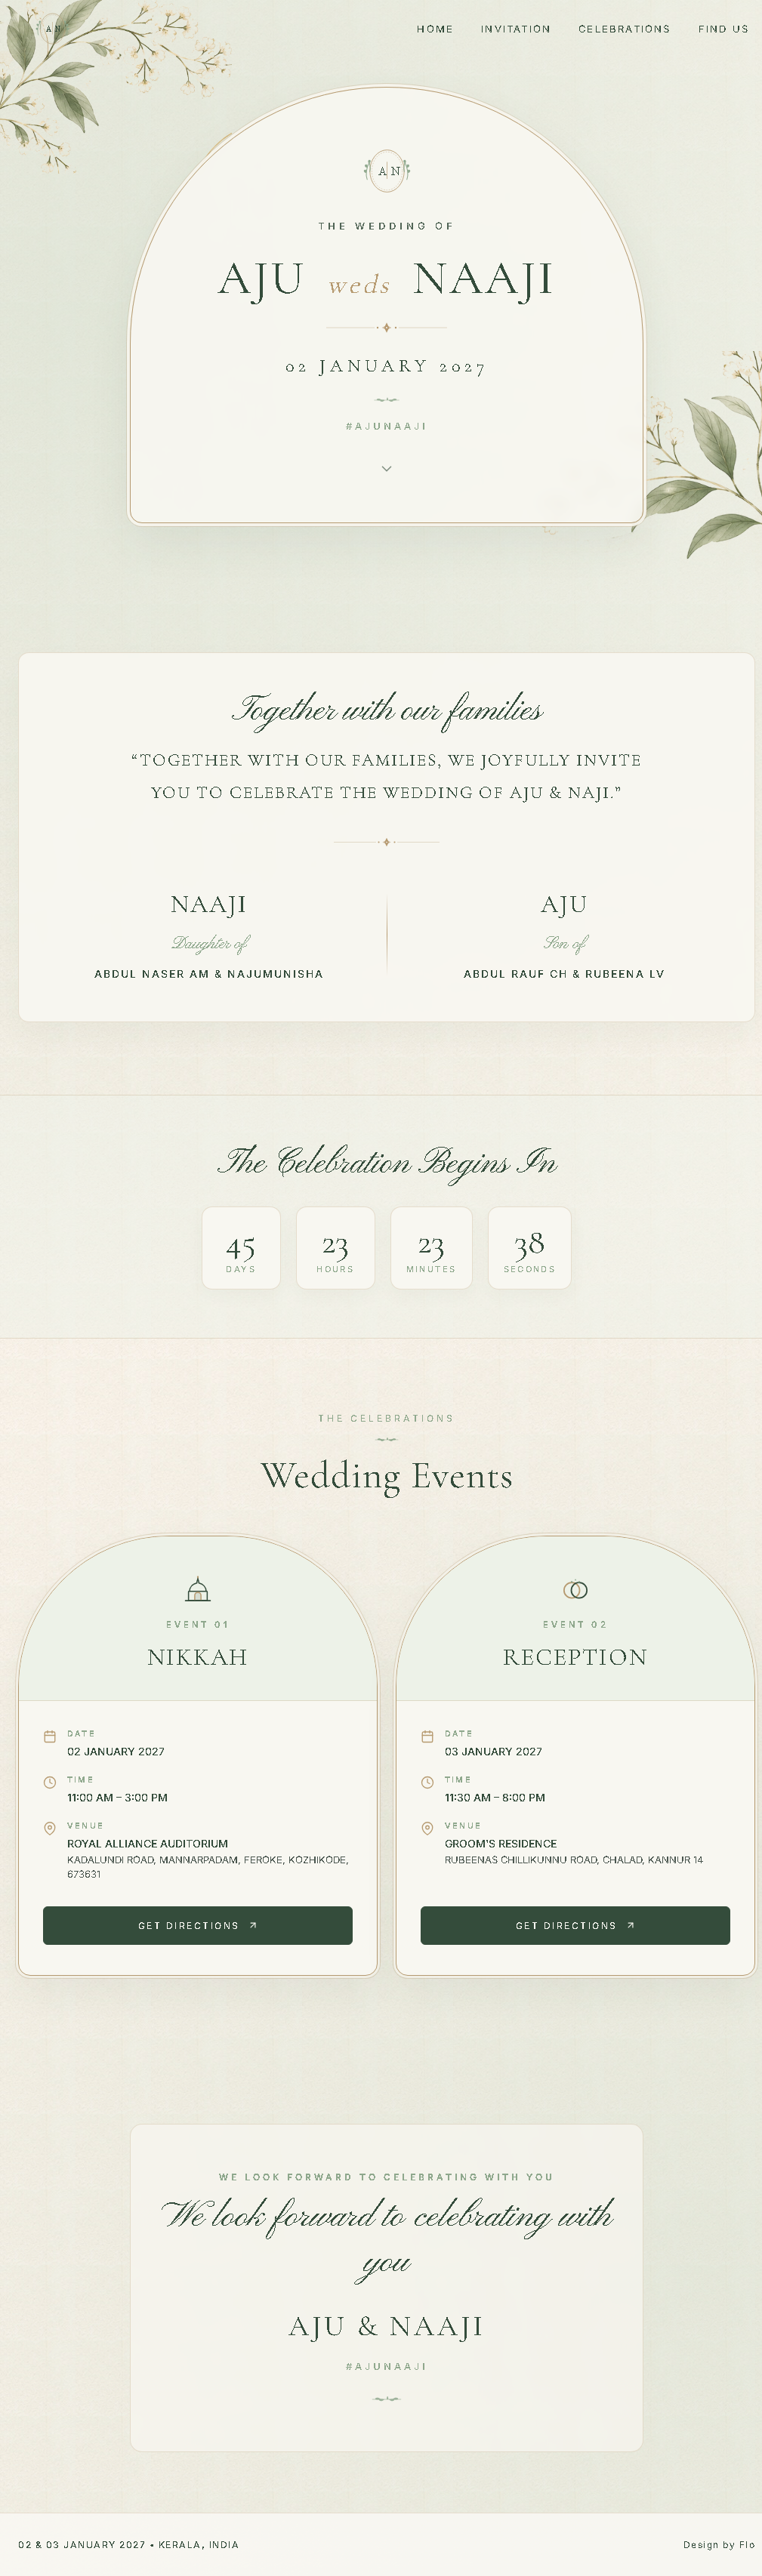 AN
HOME INVITATION CELEBRATIONS FIND US
A N
THE WEDDING OF
AJU weds NAAJI
02 JANUARY 2027
#AJUNAAJI
Together with our families
“TOGETHER WITH OUR FAMILIES, WE JOYFULLY INVITE
YOU TO CELEBRATE THE WEDDING OF AJU & NAJI.”
NAAJI
Daughter of
ABDUL NASER AM & NAJUMUNISHA
AJU
Son of
ABDUL RAUF CH & RUBEENA LV
The Celebration Begins In
45 23 23 38
DAYS HOURS MINUTES SECONDS
THE CELEBRATIONS
Wedding Events
EVENT 01
NIKKAH
DATE
02 JANUARY 2027
TIME
11:00 AM – 3:00 PM
VENUE
ROYAL ALLIANCE AUDITORIUM
KADALUNDI ROAD, MANNARPADAM, FEROKE, KOZHIKODE,
673631
GET DIRECTIONS
EVENT 02
RECEPTION
DATE
03 JANUARY 2027
TIME
11:30 AM – 8:00 PM
VENUE
GROOM'S RESIDENCE
RUBEENAS CHILLIKUNNU ROAD, CHALAD, KANNUR 14
GET DIRECTIONS
WE LOOK FORWARD TO CELEBRATING WITH YOU
We look forward to celebrating with
you
AJU & NAAJI
#AJUNAAJI
02 & 03 JANUARY 2027 • KERALA, INDIA
Design by Flo